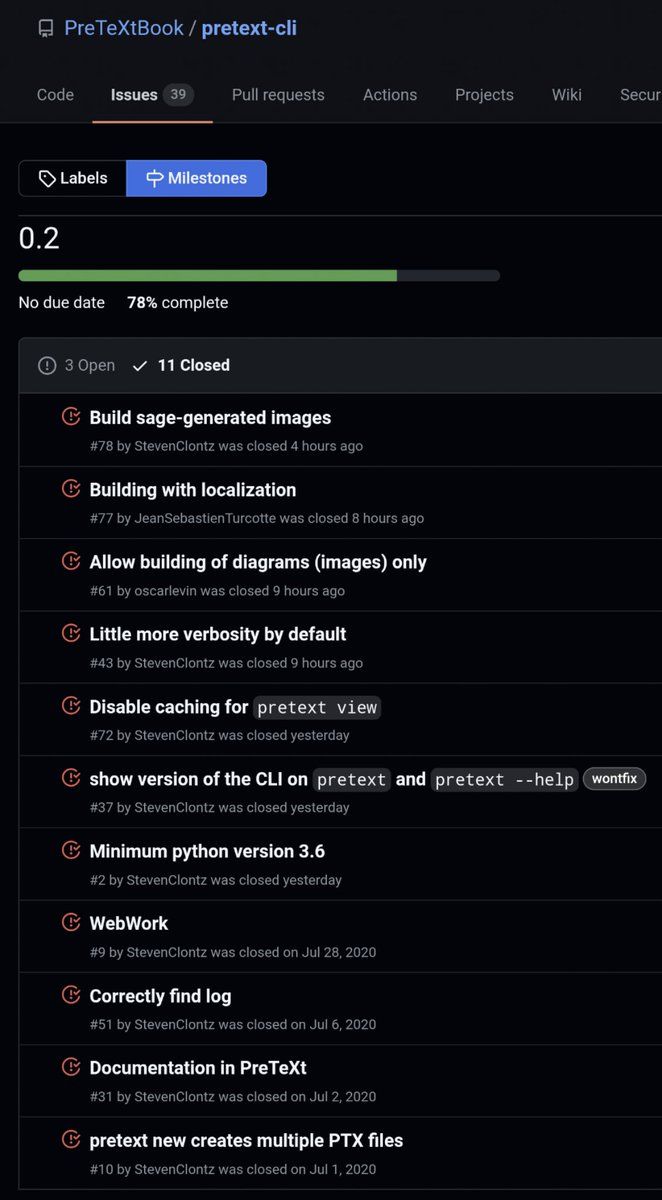 PreTeXtBook / pretext-cli
Code Issues 39 Pull requests Actions Projects Wiki Secur
Labels Milestones
0.2
No due date 78% complete
3 Open 11 Closed
Build sage-generated images
#78 by StevenClontz was closed 4 hours ago
Building with localization
#77 by JeanSebastienTurcotte was closed 8 hours ago
Allow building of diagrams (images) only
#61 by oscarlevin was closed 9 hours ago
Little more verbosity by default
#43 by StevenClontz was closed 9 hours ago
Disable caching for pretext view
#72 by StevenClontz was closed yesterday
show version of the CLI on pretext and pretext --help wontfix
#37 by StevenClontz was closed yesterday
Minimum python version 3.6
#2 by StevenClontz was closed yesterday
WebWork
#9 by StevenClontz was closed on Jul 28, 2020
Correctly find log
#51 by StevenClontz was closed on Jul 6, 2020
Documentation in PreTeXt
#31 by StevenClontz was closed on Jul 2, 2020
pretext new creates multiple PTX files
#10 by StevenClontz was closed on Jul 1, 2020